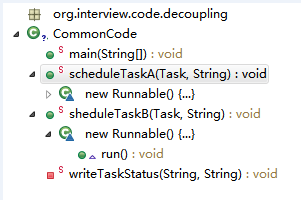 org.interview.code.decoupling
CommonCode
main(String[]) : void
scheduleTaskA(Task, String) : void
new Runnable() {...}
sheduleTaskB(Task, String) : void
new Runnable() {...}
run() : void
writeTaskStatus(String, String) : void